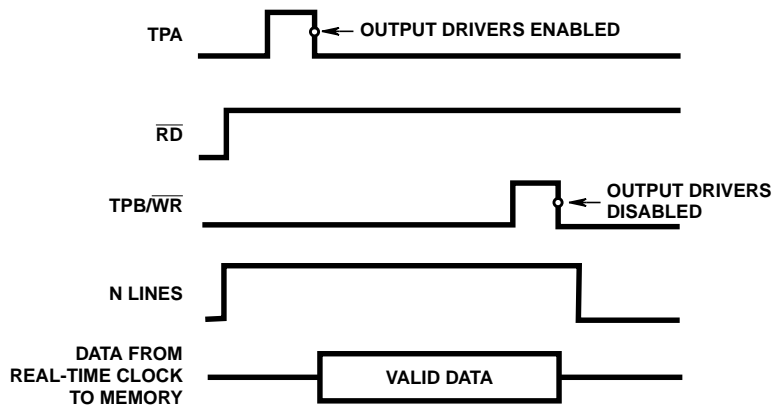 TPA
OUTPUT DRIVERS ENABLED
RD
TPB/WR
OUTPUT DRIVERS
DISABLED
N LINES
DATA FROM
REAL-TIME CLOCK
TO MEMORY
VALID DATA